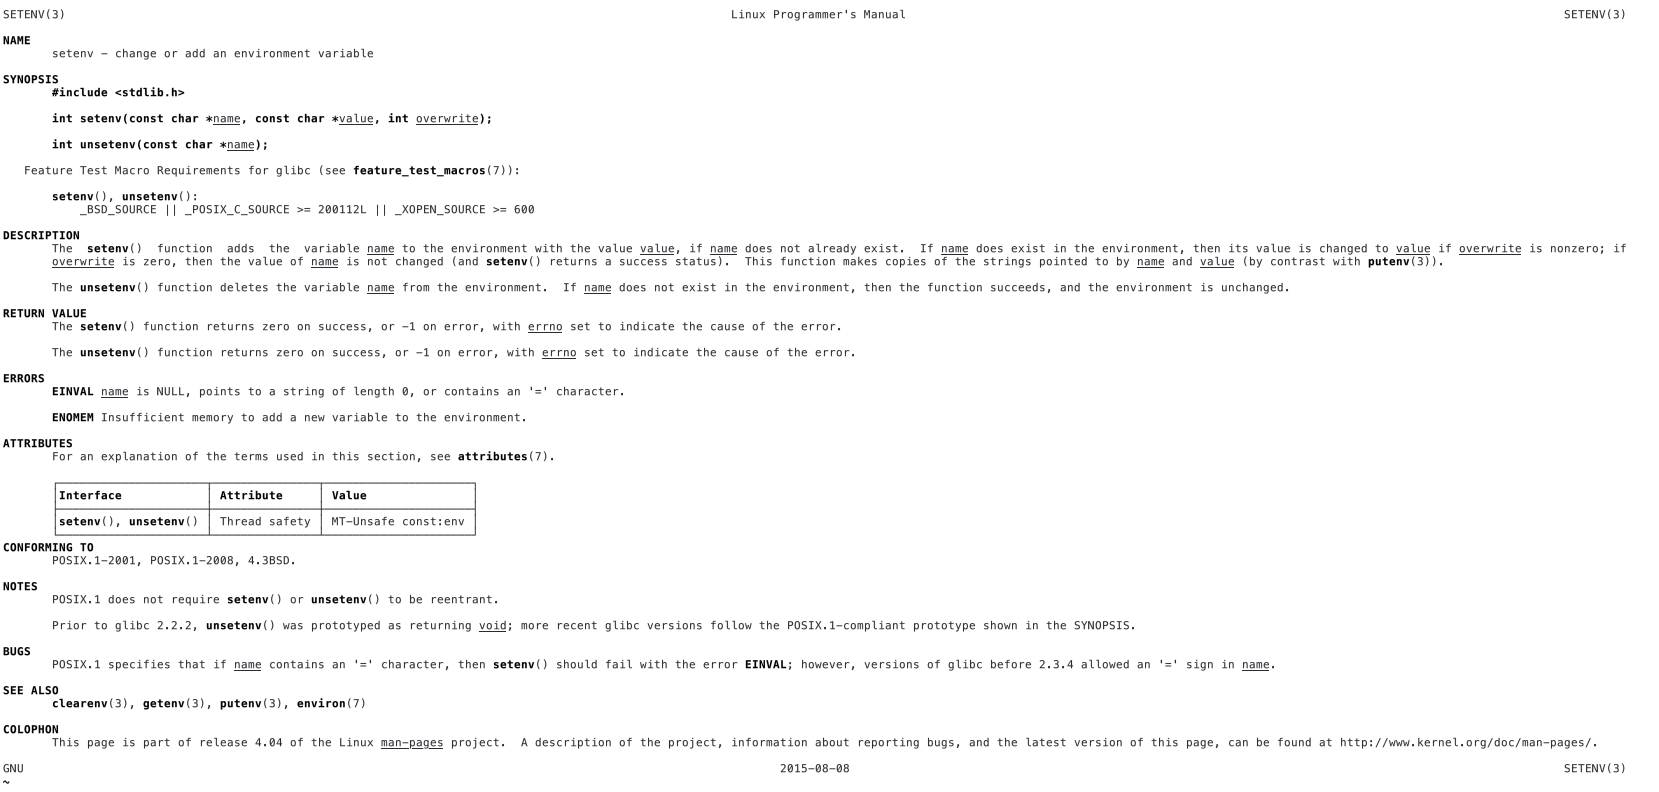 SETENV(3) Linux Programmer's Manual SETENV(3)
NAME
setenv - change or add an environment variable
SYNOPSIS
#include <stdlib.h>
int setenv(const char *name, const char *value, int overwrite);
int unsetenv(const char *name);
Feature Test Macro Requirements for glibc (see feature_test_macros(7)):
setenv(), unsetenv():
_BSD_SOURCE || _POSIX_C_SOURCE >= 200112L || _XOPEN_SOURCE >= 600
DESCRIPTION
The setenv() function adds the variable name to the environment with the value value, if name does not already exist. If name does exist in the environment, then its value is changed to value if overwrite is nonzero; if
overwrite is zero, then the value of name is not changed (and setenv() returns a success status). This function makes copies of the strings pointed to by name and value (by contrast with putenv(3)).
The unsetenv() function deletes the variable name from the environment. If name does not exist in the environment, then the function succeeds, and the environment is unchanged.
RETURN VALUE
The setenv() function returns zero on success, or -1 on error, with errno set to indicate the cause of the error.
The unsetenv() function returns zero on success, or -1 on error, with errno set to indicate the cause of the error.
ERRORS
EINVAL name is NULL, points to a string of length 0, or contains an '=' character.
ENOMEM Insufficient memory to add a new variable to the environment.
ATTRIBUTES
For an explanation of the terms used in this section, see attributes(7).
Interface Attribute Value
setenv(), unsetenv() Thread safety MT-Unsafe const:env
CONFORMING TO
POSIX.1-2001, POSIX.1-2008, 4.3BSD.
NOTES
POSIX.1 does not require setenv() or unsetenv() to be reentrant.
Prior to glibc 2.2.2, unsetenv() was prototyped as returning void; more recent glibc versions follow the POSIX.1-compliant prototype shown in the SYNOPSIS.
BUGS
POSIX.1 specifies that if name contains an '=' character, then setenv() should fail with the error EINVAL; however, versions of glibc before 2.3.4 allowed an '=' sign in name.
SEE ALSO
clearenv(3), getenv(3), putenv(3), environ(7)
COLOPHON
This page is part of release 4.04 of the Linux man-pages project. A description of the project, information about reporting bugs, and the latest version of this page, can be found at http://www.kernel.org/doc/man-pages/.
GNU 2015-08-08 SETENV(3)
~